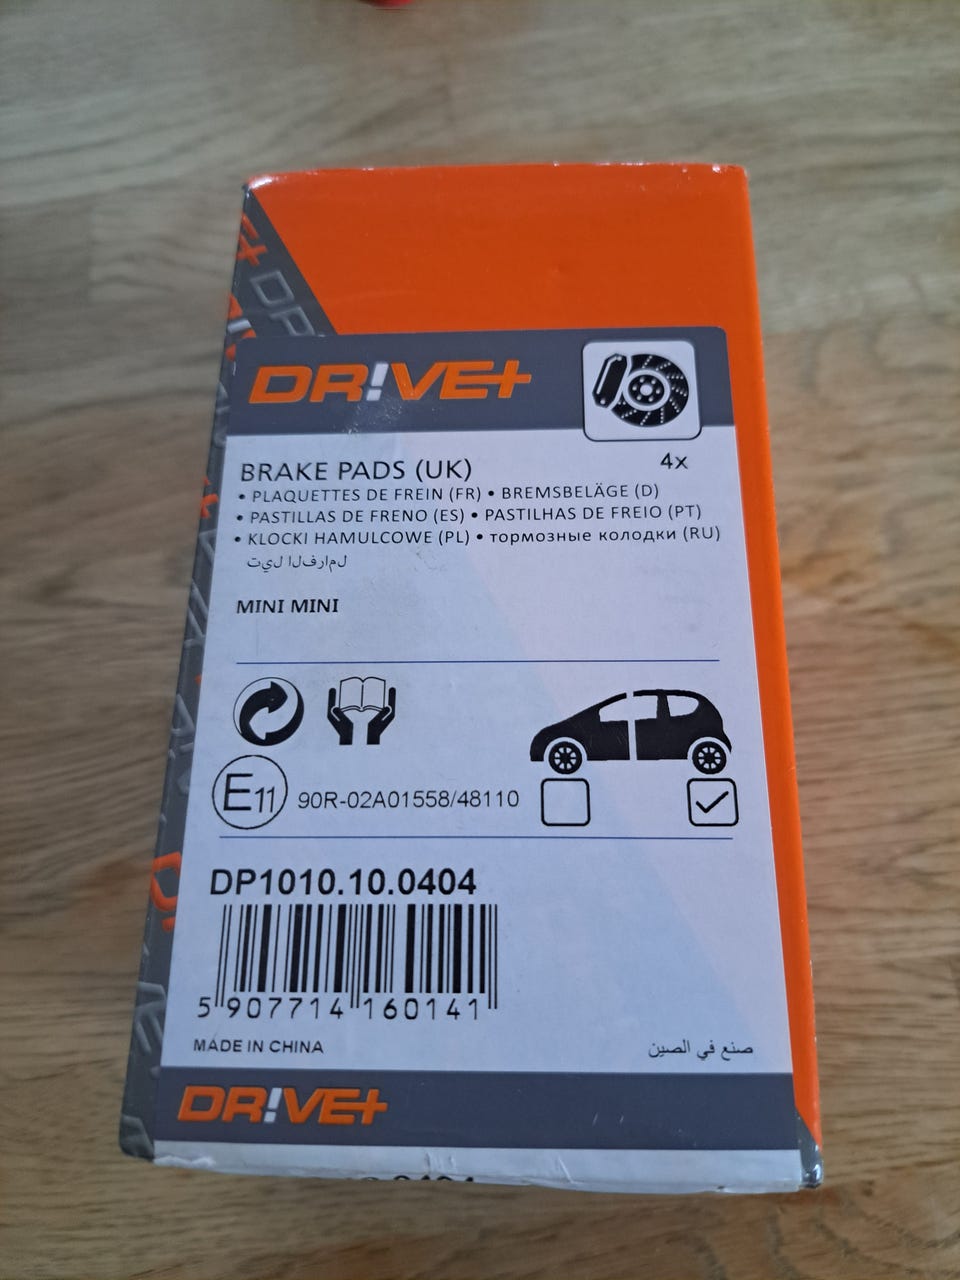 DR!VE+
BRAKE PADS (UK)
4x
• PLAQUETTES DE FREIN (FR) • BREMSBELÄGE (D)
• PASTILLAS DE FRENO (ES) • PASTILHAS DE FREIO (PT)
• KLOCKI HAMULCOWE (PL) • тормозные колодки (RU)
تيل الفرامل
MINI MINI
E11 90R-02A01558/48110
DP1010.10.0404
5 907714 160141
MADE IN CHINA
صنع في الصين
DR!VE+